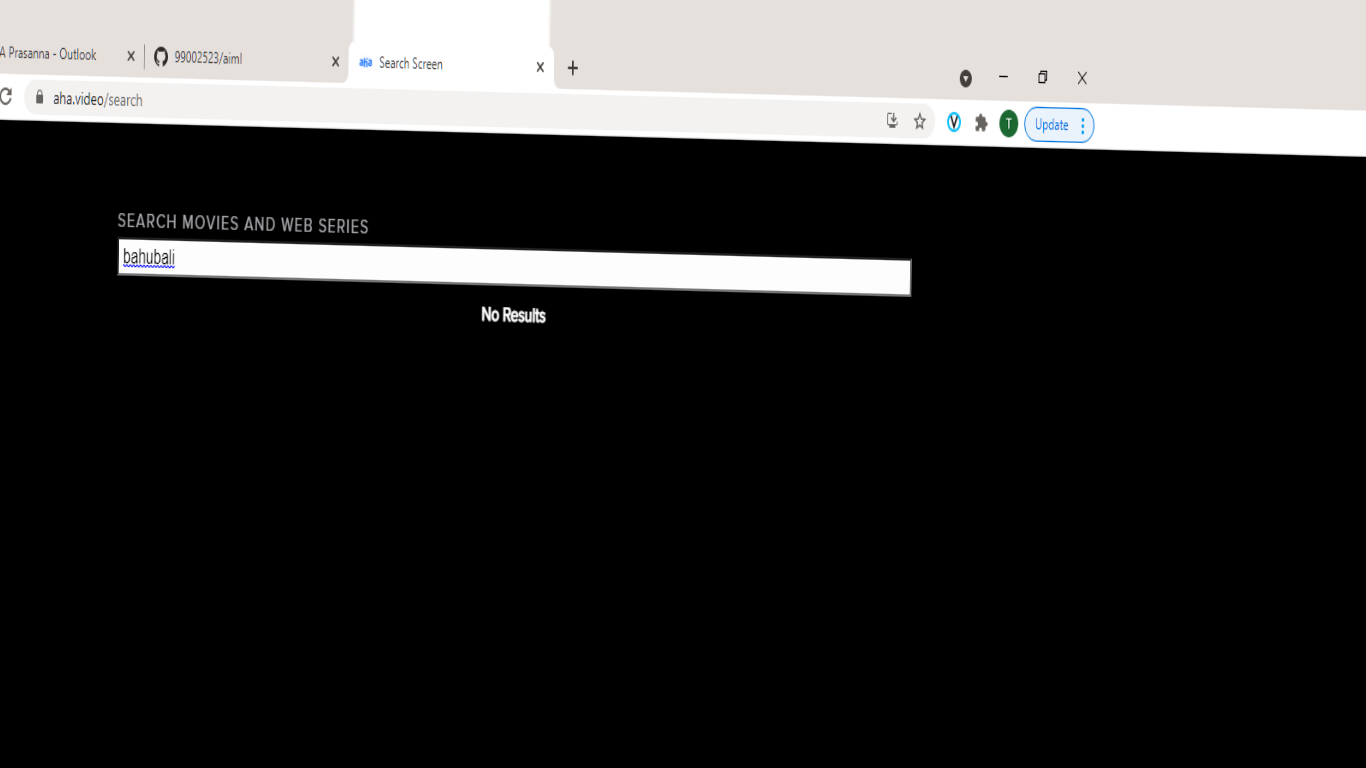 A Prasanna - Outlook
99002523/aiml
aha Search Screen
aha.video/search
V
T
Update
SEARCH MOVIES AND WEB SERIES
bahubali
No Results